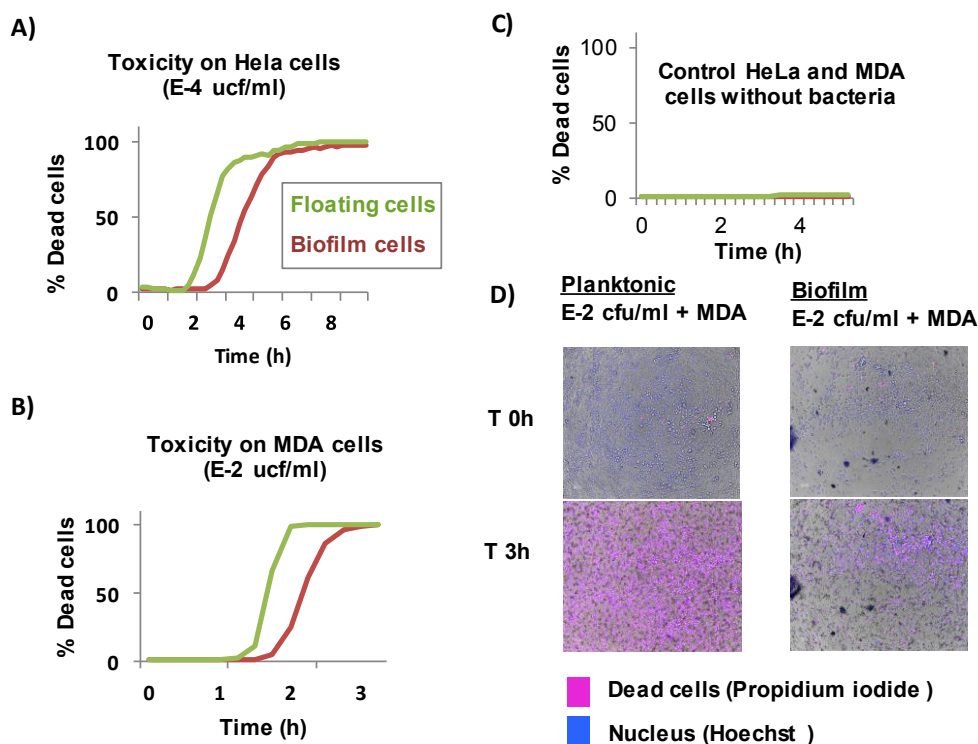 A)
Toxicity on Hela cells
(E-4 ucf/ml)
% Dead cells
100
50
0
0 2 4 6 8
Time (h)
Floating cells
Biofilm cells
B)
Toxicity on MDA cells
(E-2 ucf/ml)
% Dead cells
100
50
0
0 1 2 3
Time (h)
C)
% Dead cells
100
50
0
Control HeLa and MDA
cells without bacteria
0 2 4
Time (h)
D)
Planktonic
E-2 cfu/ml + MDA
Biofilm
E-2 cfu/ml + MDA
T 0h
T 3h
Dead cells (Propidium iodide )
Nucleus (Hoechst )